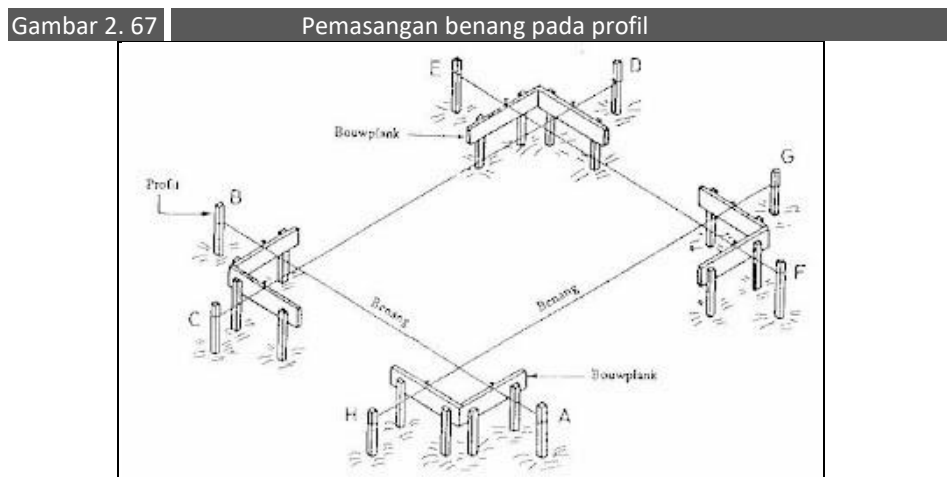 Gambar 2. 67 Pemasangan benang pada profil
E
D
Bouwplank
G
Profil
B
F
Benang
Benang
C
Bouwplank
H
A